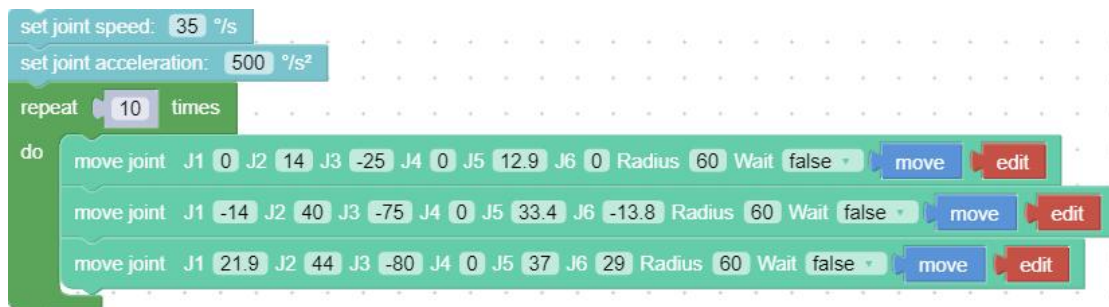 set joint speed: 35 °/s
set joint acceleration: 500 °/s²
repeat 10 times
do move joint J1 0 J2 14 J3 -25 J4 0 J5 12.9 J6 0 Radius 60 Wait false move edit
move joint J1 -14 J2 40 J3 -75 J4 0 J5 33.4 J6 -13.8 Radius 60 Wait false move edit
move joint J1 21.9 J2 44 J3 -80 J4 0 J5 37 J6 29 Radius 60 Wait false move edit